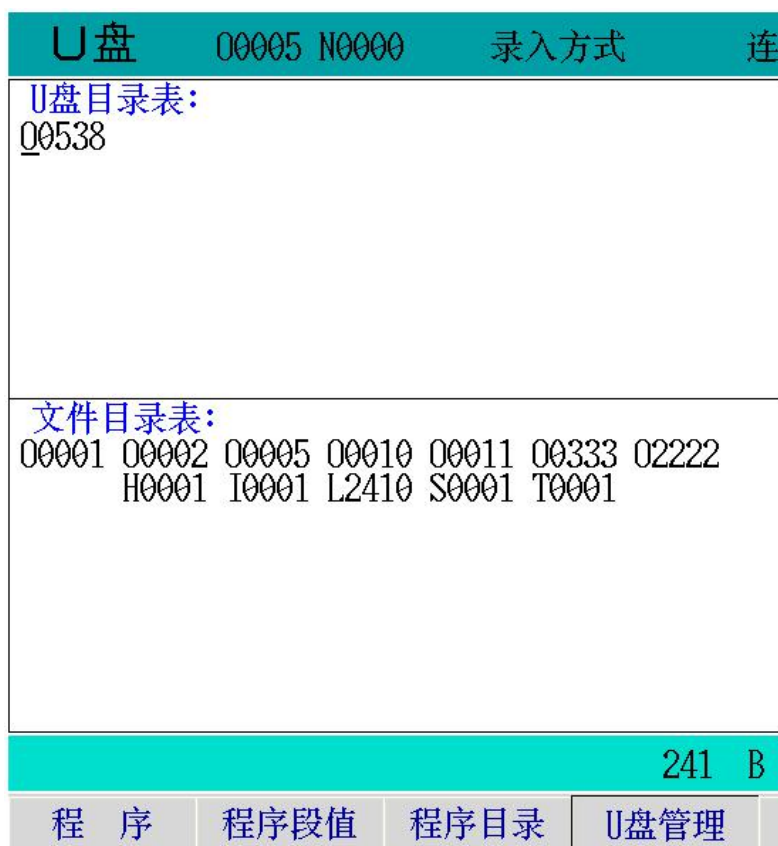 U盘 O0005 N0000 录入方式 连
U盘目录表:
O0538
文件目录表:
O0001 O0002 O0005 O0010 O0011 O0333 O2222
H0001 I0001 L2410 S0001 T0001
241 B
程 序 程序段值 程序目录 U盘管理